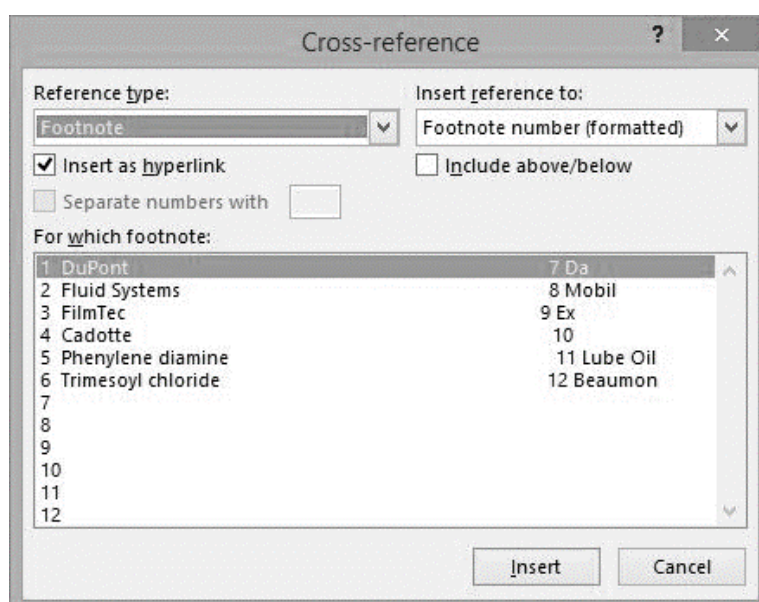 Cross-reference ? ×
Reference type: Insert reference to:
Footnote Footnote number (formatted)
Insert as hyperlink Include above/below
Separate numbers with
For which footnote:
1 DuPont 7 Da
2 Fluid Systems 8 Mobil
3 FilmTec 9 Ex
4 Cadotte 10
5 Phenylene diamine 11 Lube Oil
6 Trimesoyl chloride 12 Beaumon
7
8
9
10
11
12
Insert Cancel